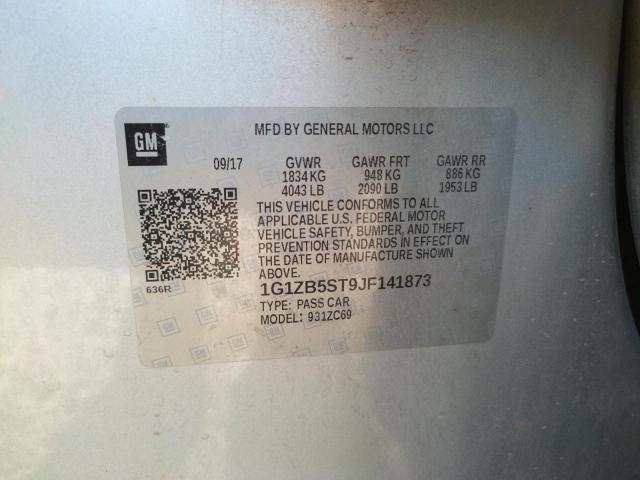 GM
MFD BY GENERAL MOTORS LLC
09/17 GVWR GAWR FRT GAWR RR
1834 KG 948 KG 886 KG
4043 LB 2090 LB 1953 LB
THIS VEHICLE CONFORMS TO ALL
APPLICABLE U.S. FEDERAL MOTOR
VEHICLE SAFETY, BUMPER, AND THEFT
PREVENTION STANDARDS IN EFFECT ON
THE DATE OF MANUFACTURE SHOWN
ABOVE.
636R
1G1ZB5ST9JF141873
TYPE: PASS CAR
MODEL: 931ZC69